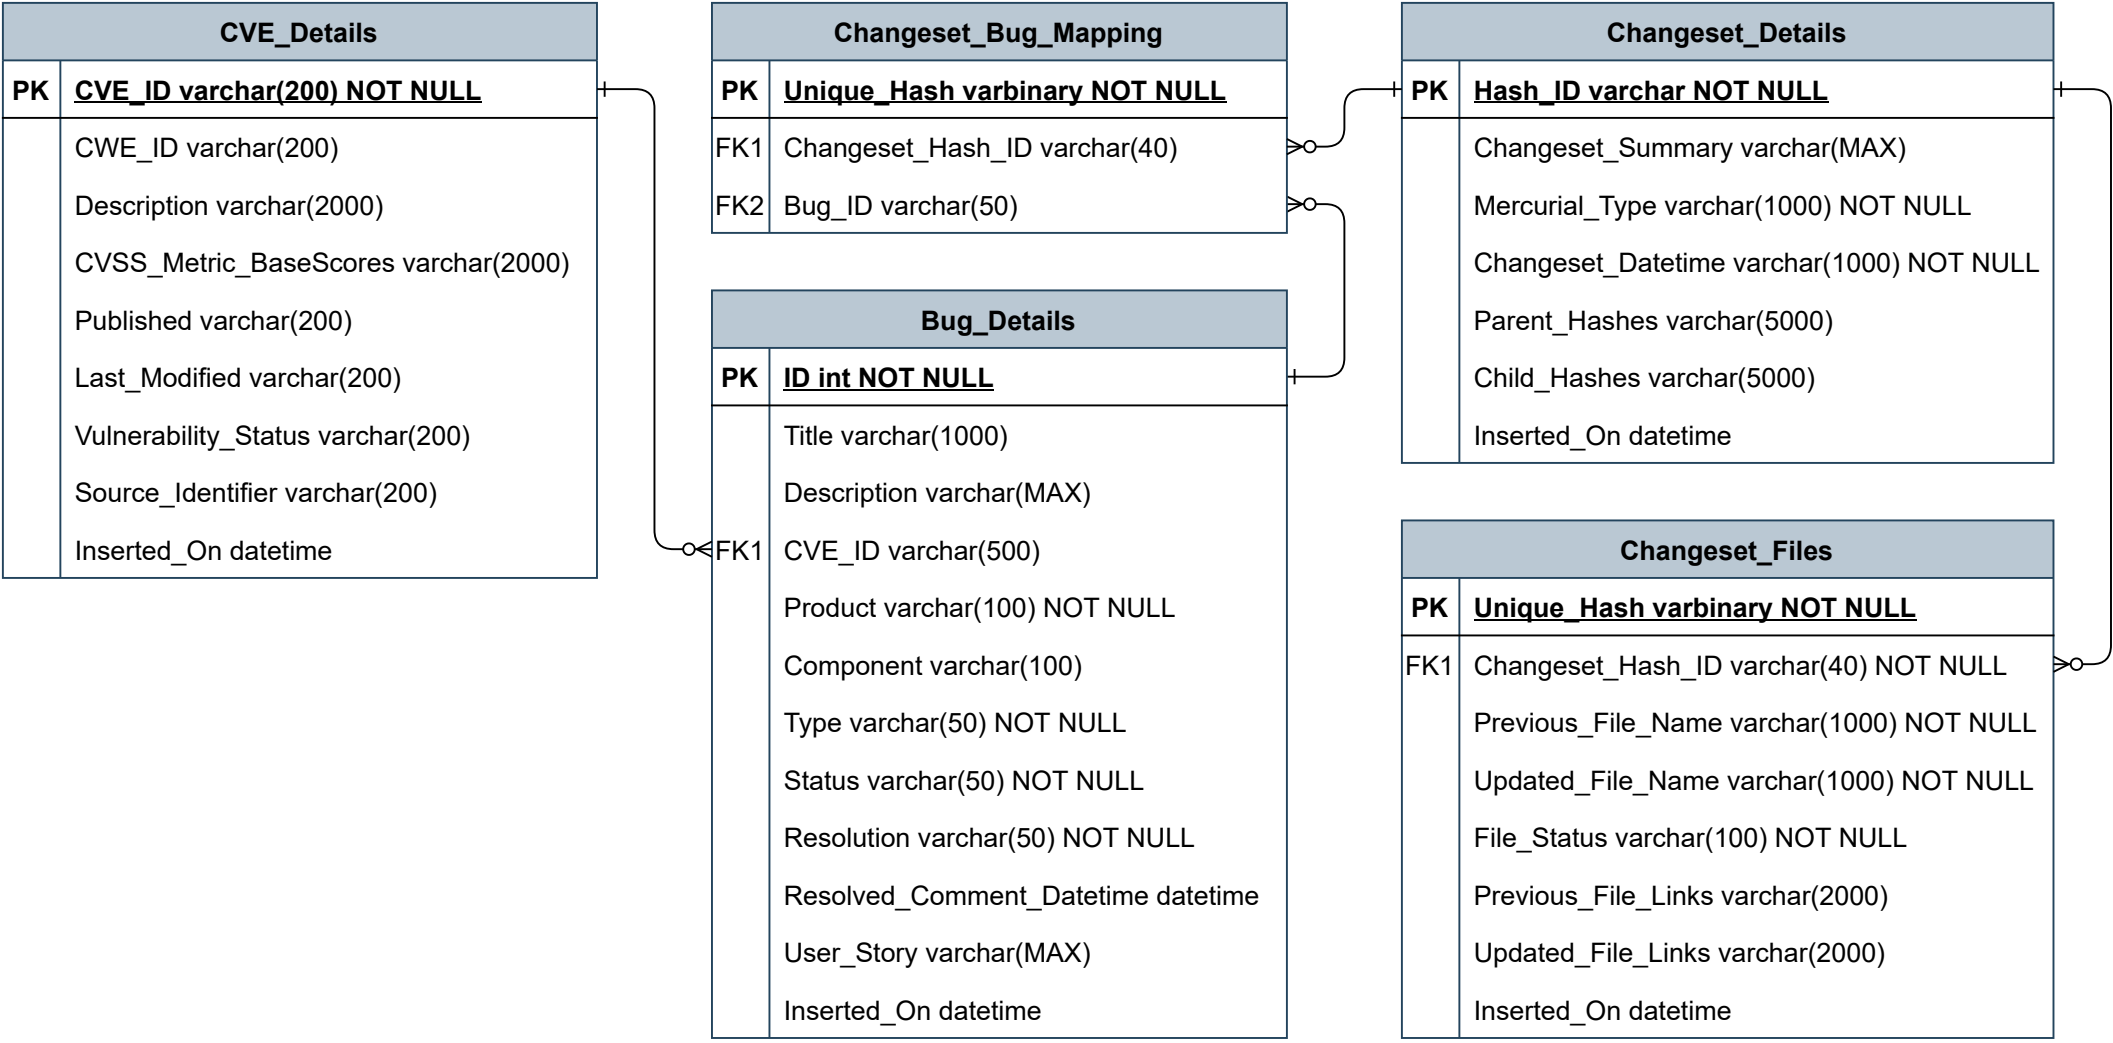 CVE_Details
PK CVE_ID varchar(200) NOT NULL
CWE_ID varchar(200)
Description varchar(2000)
CVSS_Metric_BaseScores varchar(2000)
Published varchar(200)
Last_Modified varchar(200)
Vulnerability_Status varchar(200)
Source_Identifier varchar(200)
Inserted_On datetime
Changeset_Bug_Mapping
PK Unique_Hash varbinary NOT NULL
FK1 Changeset_Hash_ID varchar(40)
FK2 Bug_ID varchar(50)
Bug_Details
PK ID int NOT NULL
Title varchar(1000)
Description varchar(MAX)
FK1 CVE_ID varchar(500)
Product varchar(100) NOT NULL
Component varchar(100)
Type varchar(50) NOT NULL
Status varchar(50) NOT NULL
Resolution varchar(50) NOT NULL
Resolved_Comment_Datetime datetime
User_Story varchar(MAX)
Inserted_On datetime
Changeset_Details
PK Hash_ID varchar NOT NULL
Changeset_Summary varchar(MAX)
Mercurial_Type varchar(1000) NOT NULL
Changeset_Datetime varchar(1000) NOT NULL
Parent_Hashes varchar(5000)
Child_Hashes varchar(5000)
Inserted_On datetime
Changeset_Files
PK Unique_Hash varbinary NOT NULL
FK1 Changeset_Hash_ID varchar(40) NOT NULL
Previous_File_Name varchar(1000) NOT NULL
Updated_File_Name varchar(1000) NOT NULL
File_Status varchar(100) NOT NULL
Previous_File_Links varchar(2000)
Updated_File_Links varchar(2000)
Inserted_On datetime